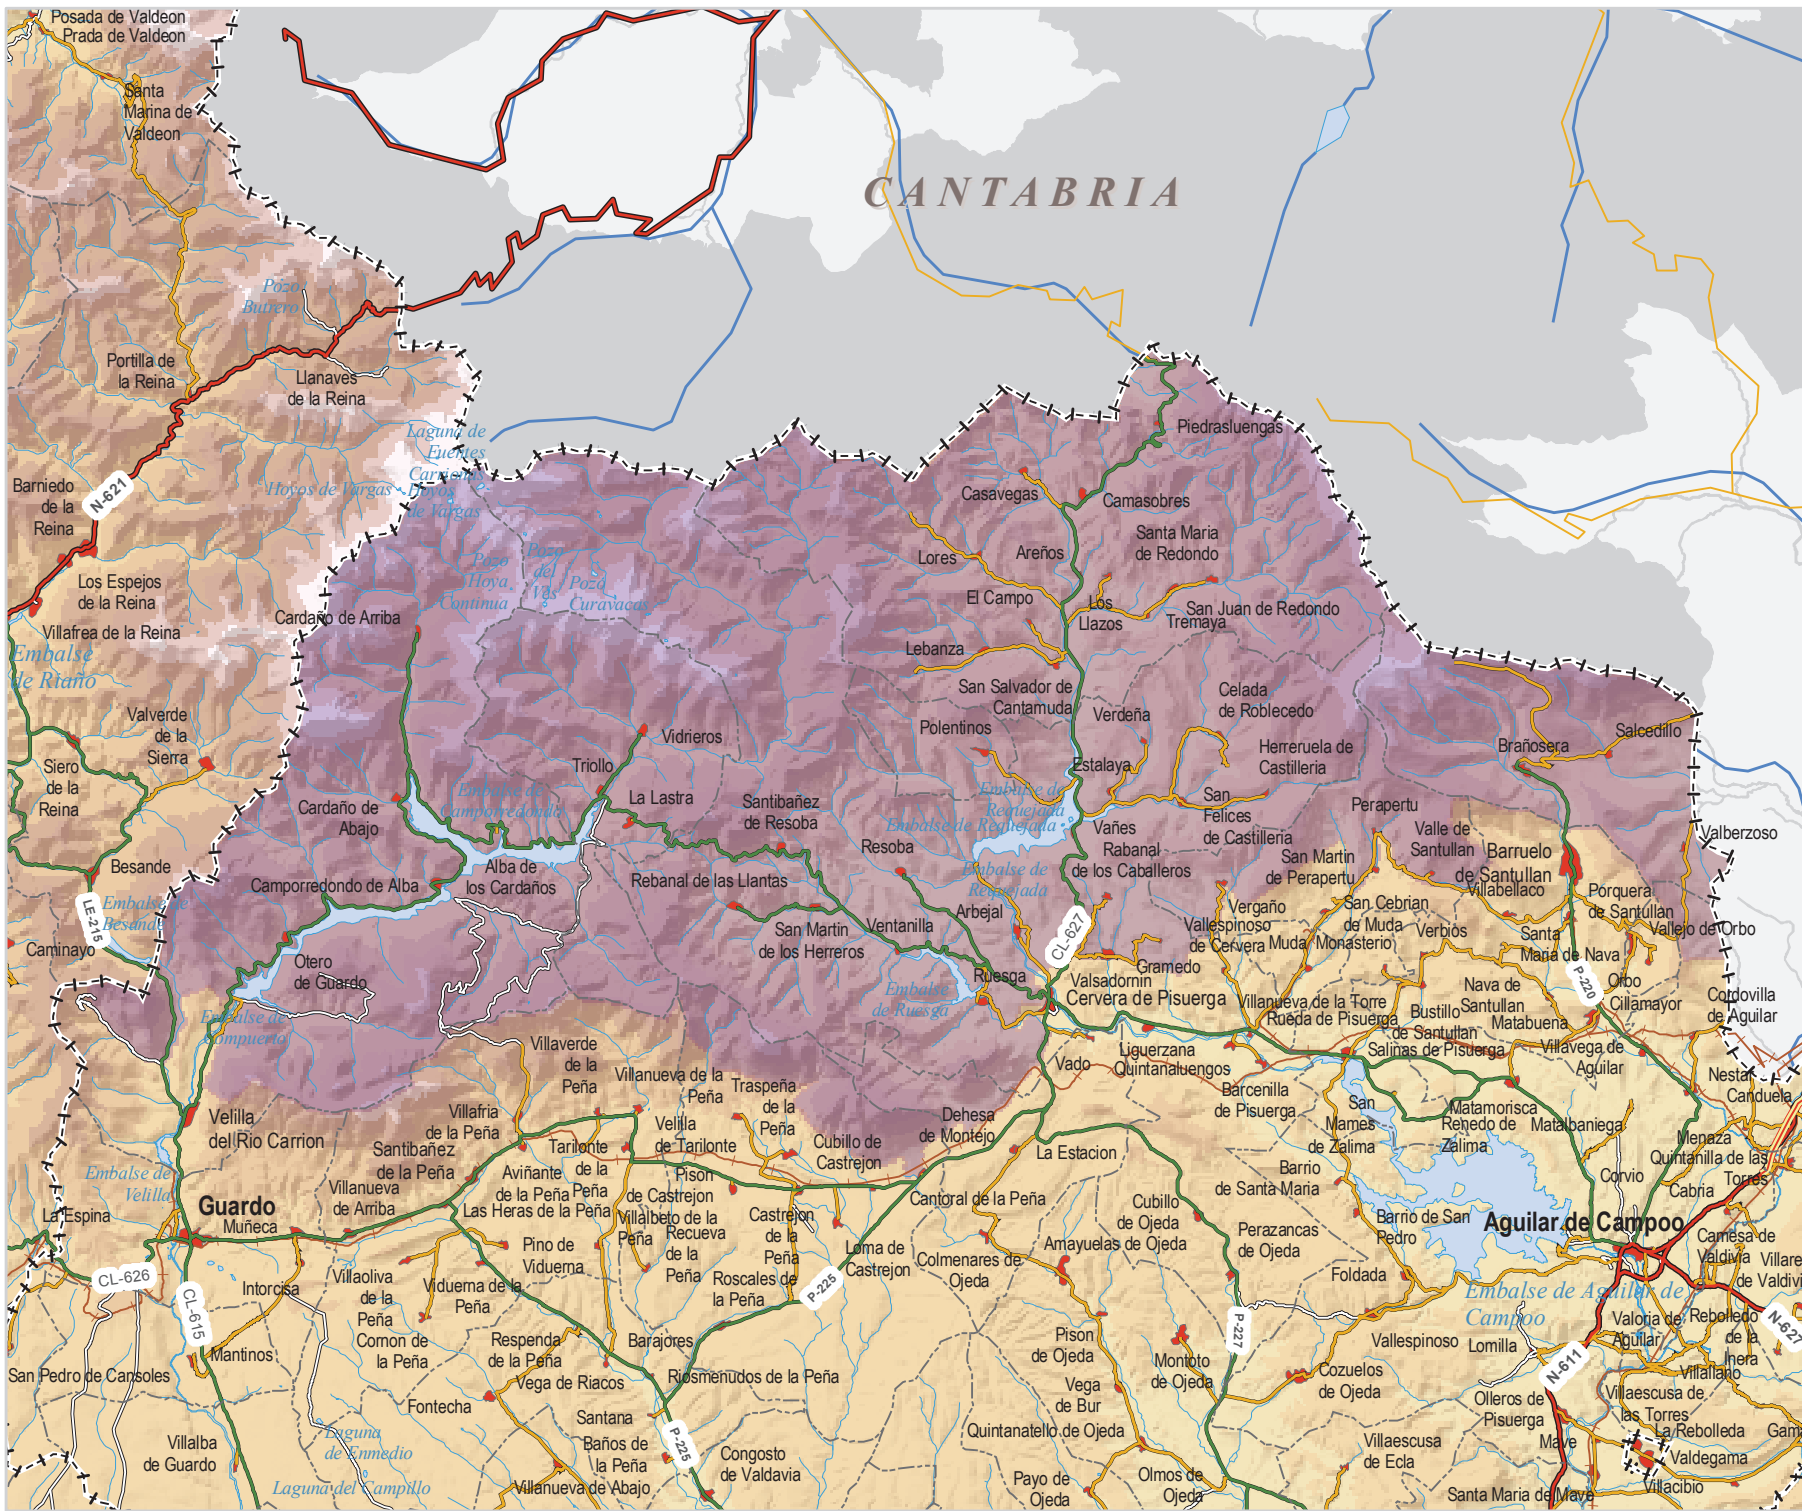 Posada de Valdeon
Prada de Valdeon
Santa
Marina de
Valdeon
CANTABRIA
Pozo
Butrero
Portilla de
la Reina
Llanaves
de la Reina
Piedrasluengas
Laguna de
Fuentes
Carrionas
Hoyos de Vargas
Hoyos
de Vargas
Barniedo
de la
Reina
N-621
Casavegas
Camasobres
Santa Maria
de Redondo
Lores
Areños
Pozo
Hoya
Continua
Pozo
del
Ves
Pozo
Curavacas
Los Espejos
de la Reina
El Campo
Los
Llazos
San Juan de Redondo
Tremaya
Cardaño de Arriba
Villafrea de la Reina
Embalse
de Riaño
Lebanza
San Salvador de
Cantamuda
Celada
de Roblecedo
Verdeña
Polentinos
Valverde
de la
Sierra
Vidrieros
Salcedillo
Brañosera
Herreruela de
Castilleria
Siero
de la
Reina
Triollo
Estalaya
Cardaño de
Abajo
Embalse de
Camporredondo
La Lastra
Santibañez
de Resoba
Embalse de
Requejada
Embalse de Requejada
San
Felices
de Castilleria
Perapertu
Vañes
Rabanal
de los Caballeros
Valle de
Santullan
Valberzoso
Resoba
Barruelo
de Santullan
Besande
Alba de
los Cardaños
Camporredondo de Alba
Rebanal de las Llantas
Embalse de
Requejada
San Martin
de Perapertu
Villabellaco
Porquera
de Santullan
LE-215
Embalse de
Besande
Arbejal
Ventanilla
CL-627
Vergaño
Vallespinoso
de Cervera
San Cebrian
de Muda
Muda
Monasterio
Verbios
Santa
Maria de Nava
Vallejo de Orbo
Caminayo
San Martin
de los Herreros
Otero
de Guardo
Ruesga
Gramedo
Valsadornin
Cervera de Pisuerga
Embalse
de Ruesga
P-220
Orbo
Cillamayor
Nava de
Santullan
Cordovilla
de Aguilar
Villanueva de la Torre
Rueda de Pisuerga
Bustillo
de Santullan
Matabuena
Embalse de
Compuerto
Villaverde
de la
Peña
Vado
Liguerzana
Quintanaluengos
Salinas de Pisuerga
Villavega de
Aguilar
Villanueva de la
Peña
Traspeña
de la
Peña
Barcenilla
de Pisuerga
Nestar
Canduela
Velilla
del Rio Carrion
Villafria
de la Peña
Velilla
de Tarilonte
Dehesa
de Montejo
San
Mames
de Zalima
Matamorisca
Renedo de
Zalima
Matalbaniega
Menaza
Santibañez
de la Peña
Tarilonte
de la
Peña
Cubillo de
Castrejon
La Estacion
Quintanilla de las
Torres
Embalse de
Velilla
Aviñante
de la Peña
Pison
de Castrejon
Barrio
de Santa Maria
Corvio
Cabria
Guardo
Villanueva
de Arriba
Las Heras de la Peña
Cantoral de la Peña
Cubillo
de Ojeda
La Espina
Muñeca
Villalbeto de la
Peña
Castrejon
de la
Peña
Barrio de San
Pedro
Aguilar de Campoo
Recueva
de la
Peña
Amayuelas de Ojeda
Perazancas
de Ojeda
Camesa de
Valdivia
Pino de
Viduerna
Loma de
Castrejon
Colmenares de
Ojeda
Villare
de Valdivi
CL-626
Intorcisa
Villaoliva
de la
Peña
Viduerna de la
Peña
Roscales de
la Peña
Foldada
Embalse de Aguilar de
Campoo
P-225
CL-615
Cornon de
la Peña
Respenda
de la Peña
Barajores
Pison
de Ojeda
P-227
Vallespinoso
Lomilla
Valoria de
Aguilar
Rebolledo
de la
Inera
N-627
N-611
San Pedro de Cansoles
Mantinos
Vega de Riacos
Riosmenudos de la Peña
Montoto
de Ojeda
Cozuelos
de Ojeda
Villallano
Fontecha
Vega
de Bur
Olleros de
Pisuerga
Villaescusa de
las Torres
Santana
Quintanatello de Ojeda
La Rebolleda
Gam
Villalba
de Guardo
Laguna
de Enmedio
Baños de
la Peña
P-225
Congosto
de Valdavia
Villaescusa
de Ecla
Mave
Valdegama
Laguna del Campillo
Villanueva de Abajo
Payo de
Ojeda
Olmos de
Ojeda
Santa Maria de Mave
Villacibio